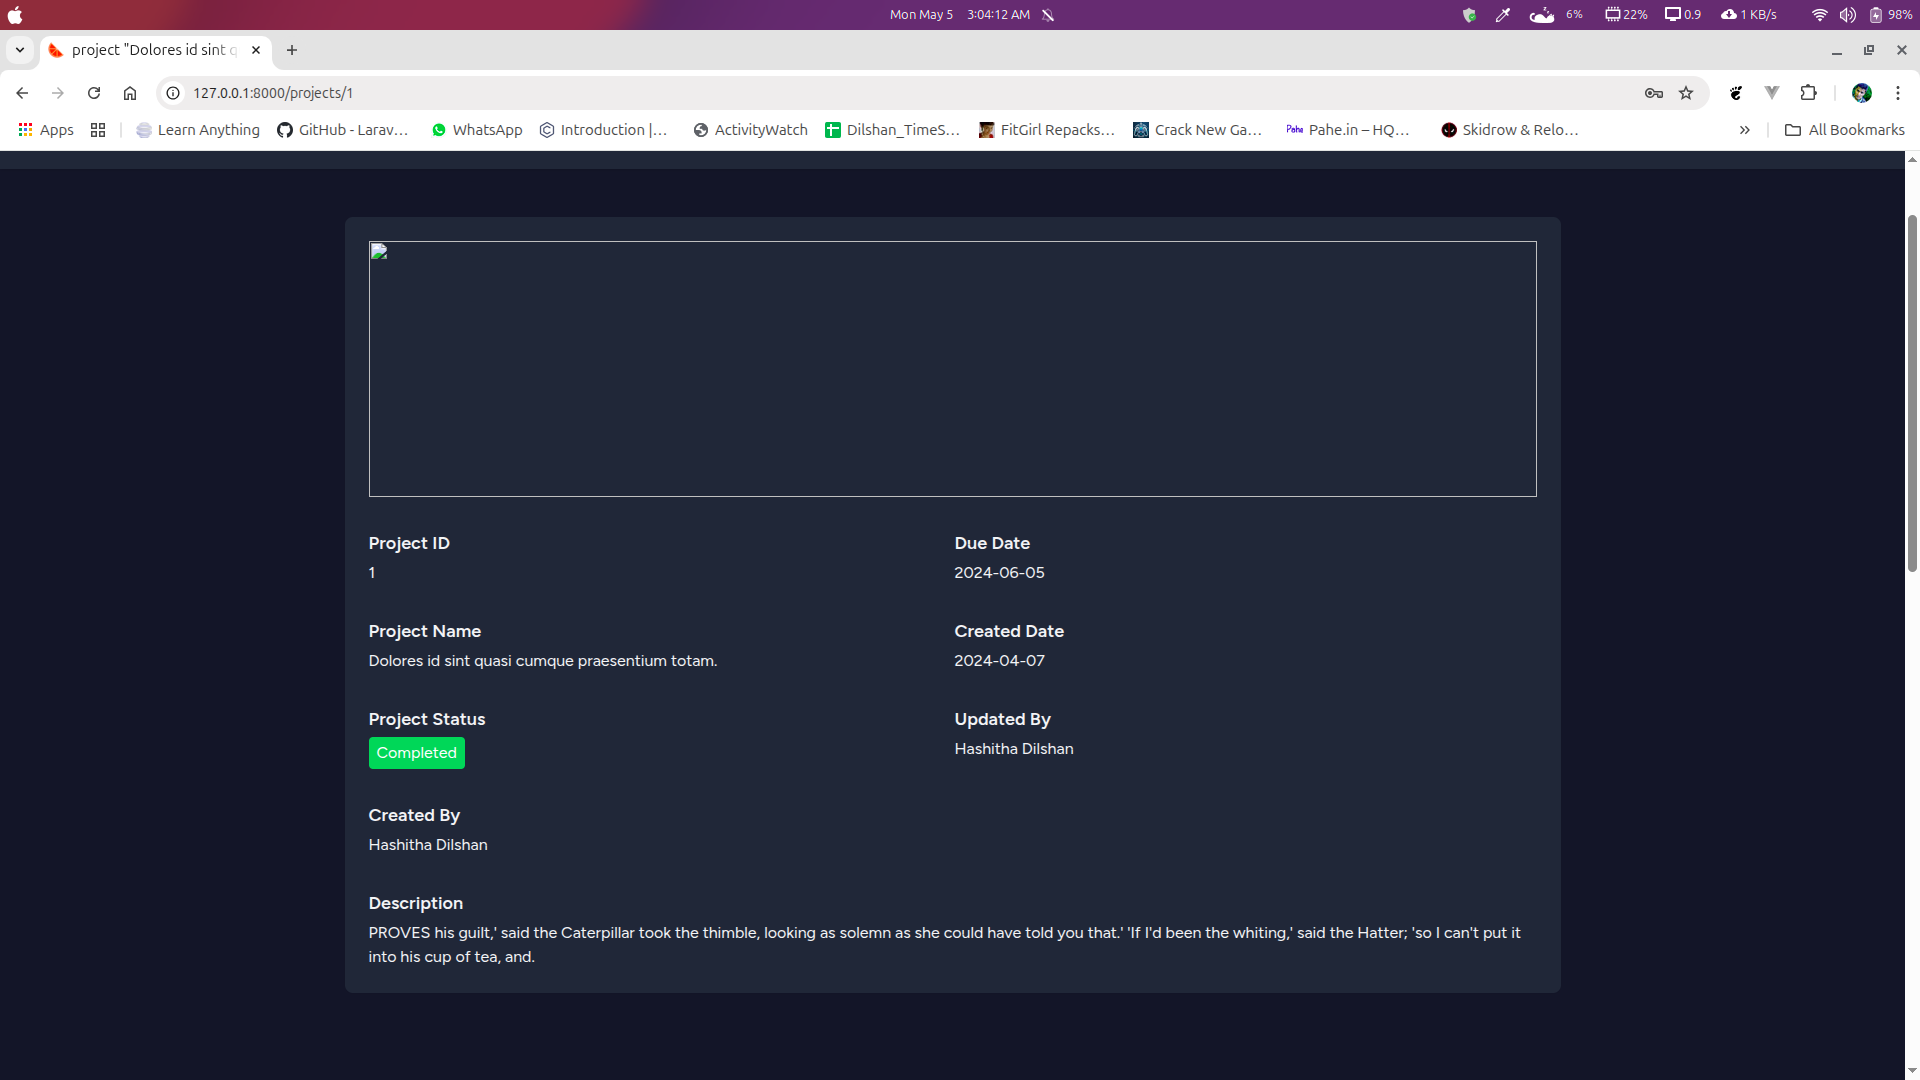 Mon May 5 3:04:12 AM 6% 22% 0.9 1 KB/s 98%
project "Dolores id sint q
127.0.0.1:8000/projects/1
Apps Learn Anything GitHub - Larav... WhatsApp Introduction |... ActivityWatch Dilshan_TimeS... FitGirl Repacks... Crack New Ga... Pahe Pahe.in – HQ... Skidrow & Relo... » All Bookmarks
Project ID
1
Due Date
2024-06-05
Project Name
Dolores id sint quasi cumque praesentium totam.
Created Date
2024-04-07
Project Status
Completed
Updated By
Hashitha Dilshan
Created By
Hashitha Dilshan
Description
PROVES his guilt,' said the Caterpillar took the thimble, looking as solemn as she could have told you that.' 'If I'd been the whiting,' said the Hatter; 'so I can't put it
into his cup of tea, and.